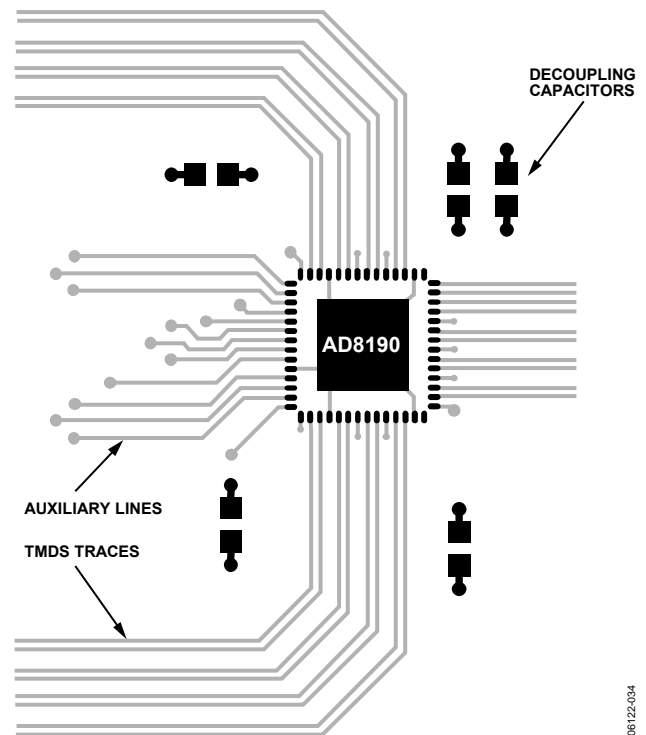 DECOUPLING
CAPACITORS
AD8190
AUXILIARY LINES
TMDS TRACES
06122-034